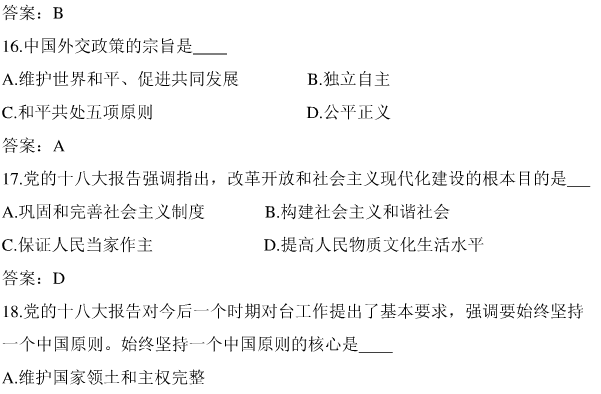 答案：B
16.中国外交政策的宗旨是____
A.维护世界和平、促进共同发展 B.独立自主
C.和平共处五项原则 D.公平正义
答案：A
17.党的十八大报告强调指出，改革开放和社会主义现代化建设的根本目的是___
A.巩固和完善社会主义制度 B.构建社会主义和谐社会
C.保证人民当家作主 D.提高人民物质文化生活水平
答案：D
18.党的十八大报告对今后一个时期对台工作提出了基本要求，强调要始终坚持
一个中国原则。始终坚持一个中国原则的核心是____
A.维护国家领土和主权完整